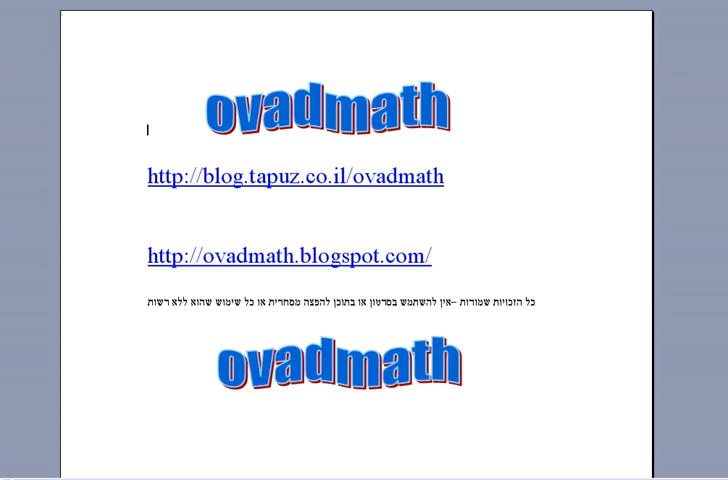 ovadmath
http://blog.tapuz.co.il/ovadmath
http://ovadmath.blogspot.com/
כל הזכויות שמורות –אין להשתמש בסרטון או בתוכן להפצה מסחרית או כל שימוש שהוא ללא רשות
ovadmath